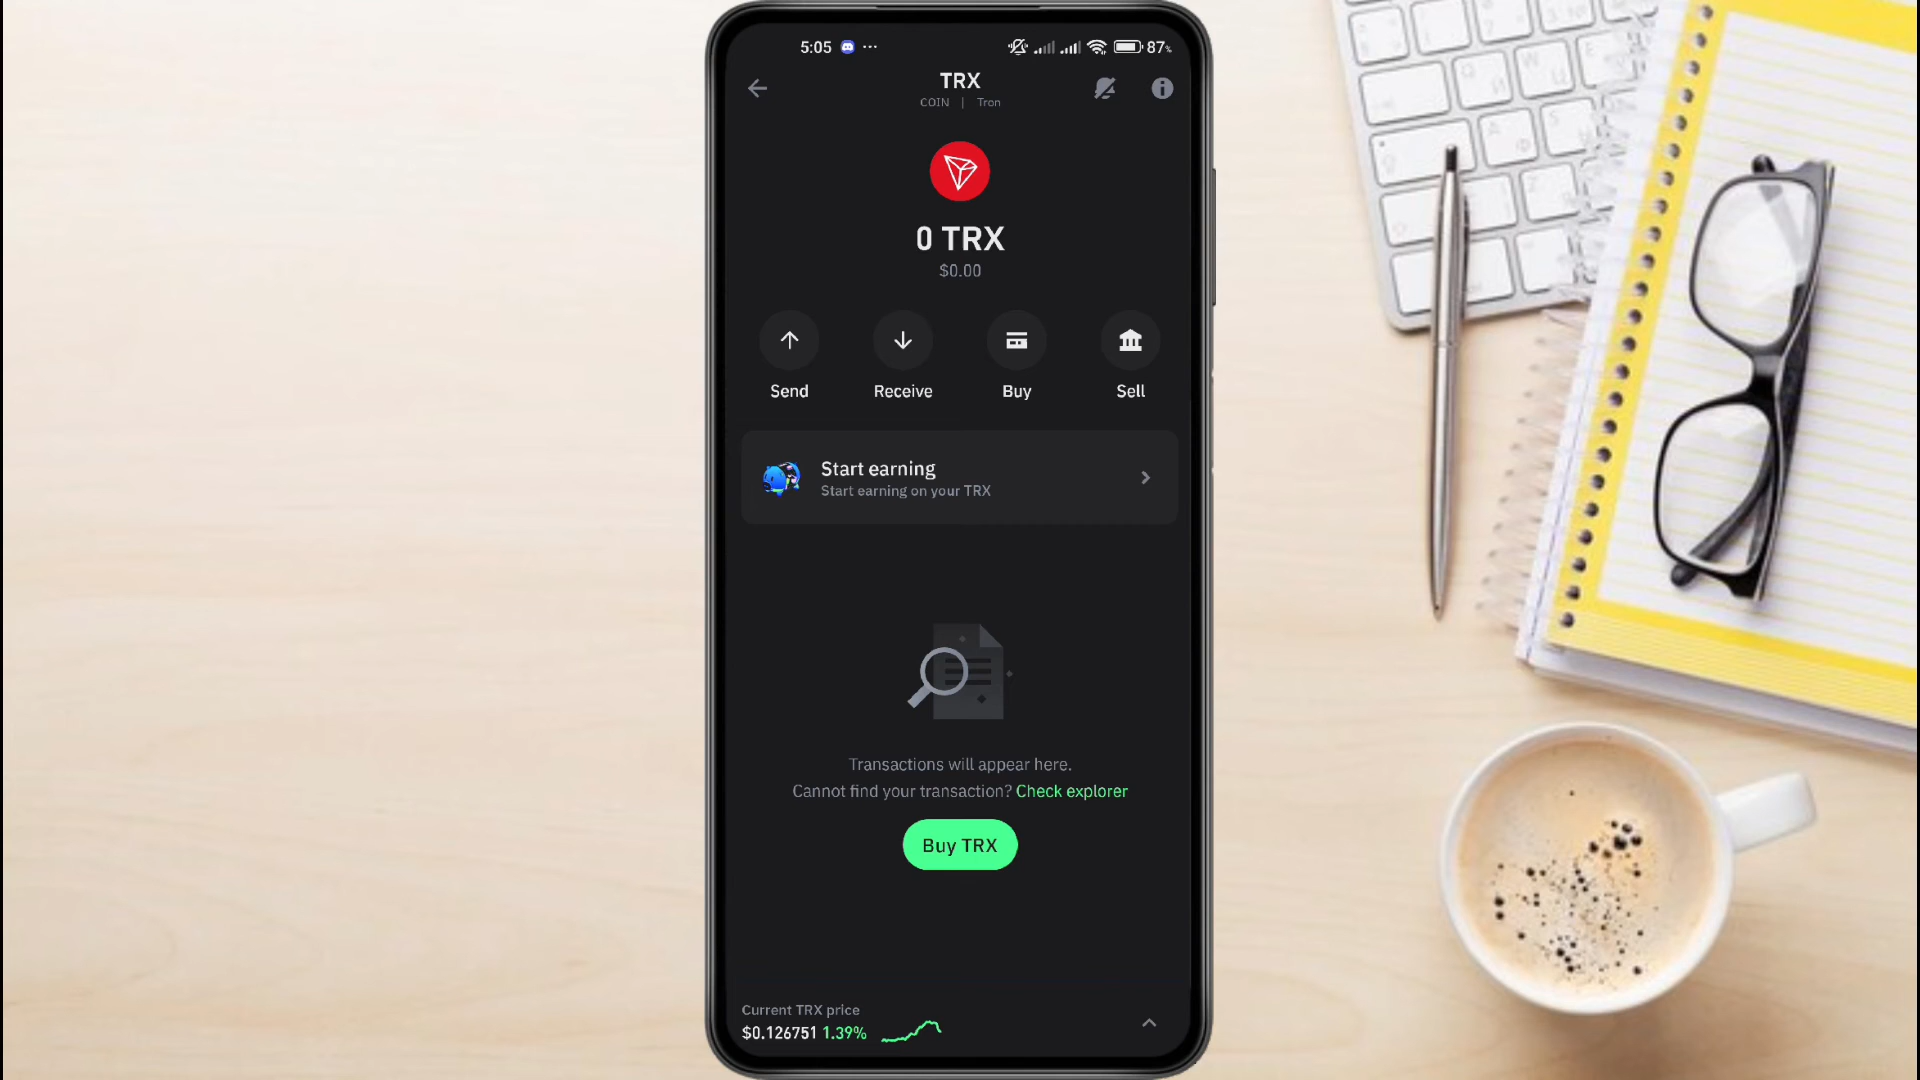 5:05
87%
TRX
COIN | Tron
0 TRX
$0.00
Send Receive Buy Sell
Start earning
Start earning on your TRX
Transactions will appear here.
Cannot find your transaction? Check explorer
Buy TRX
Current TRX price
$0.126751 1.39%